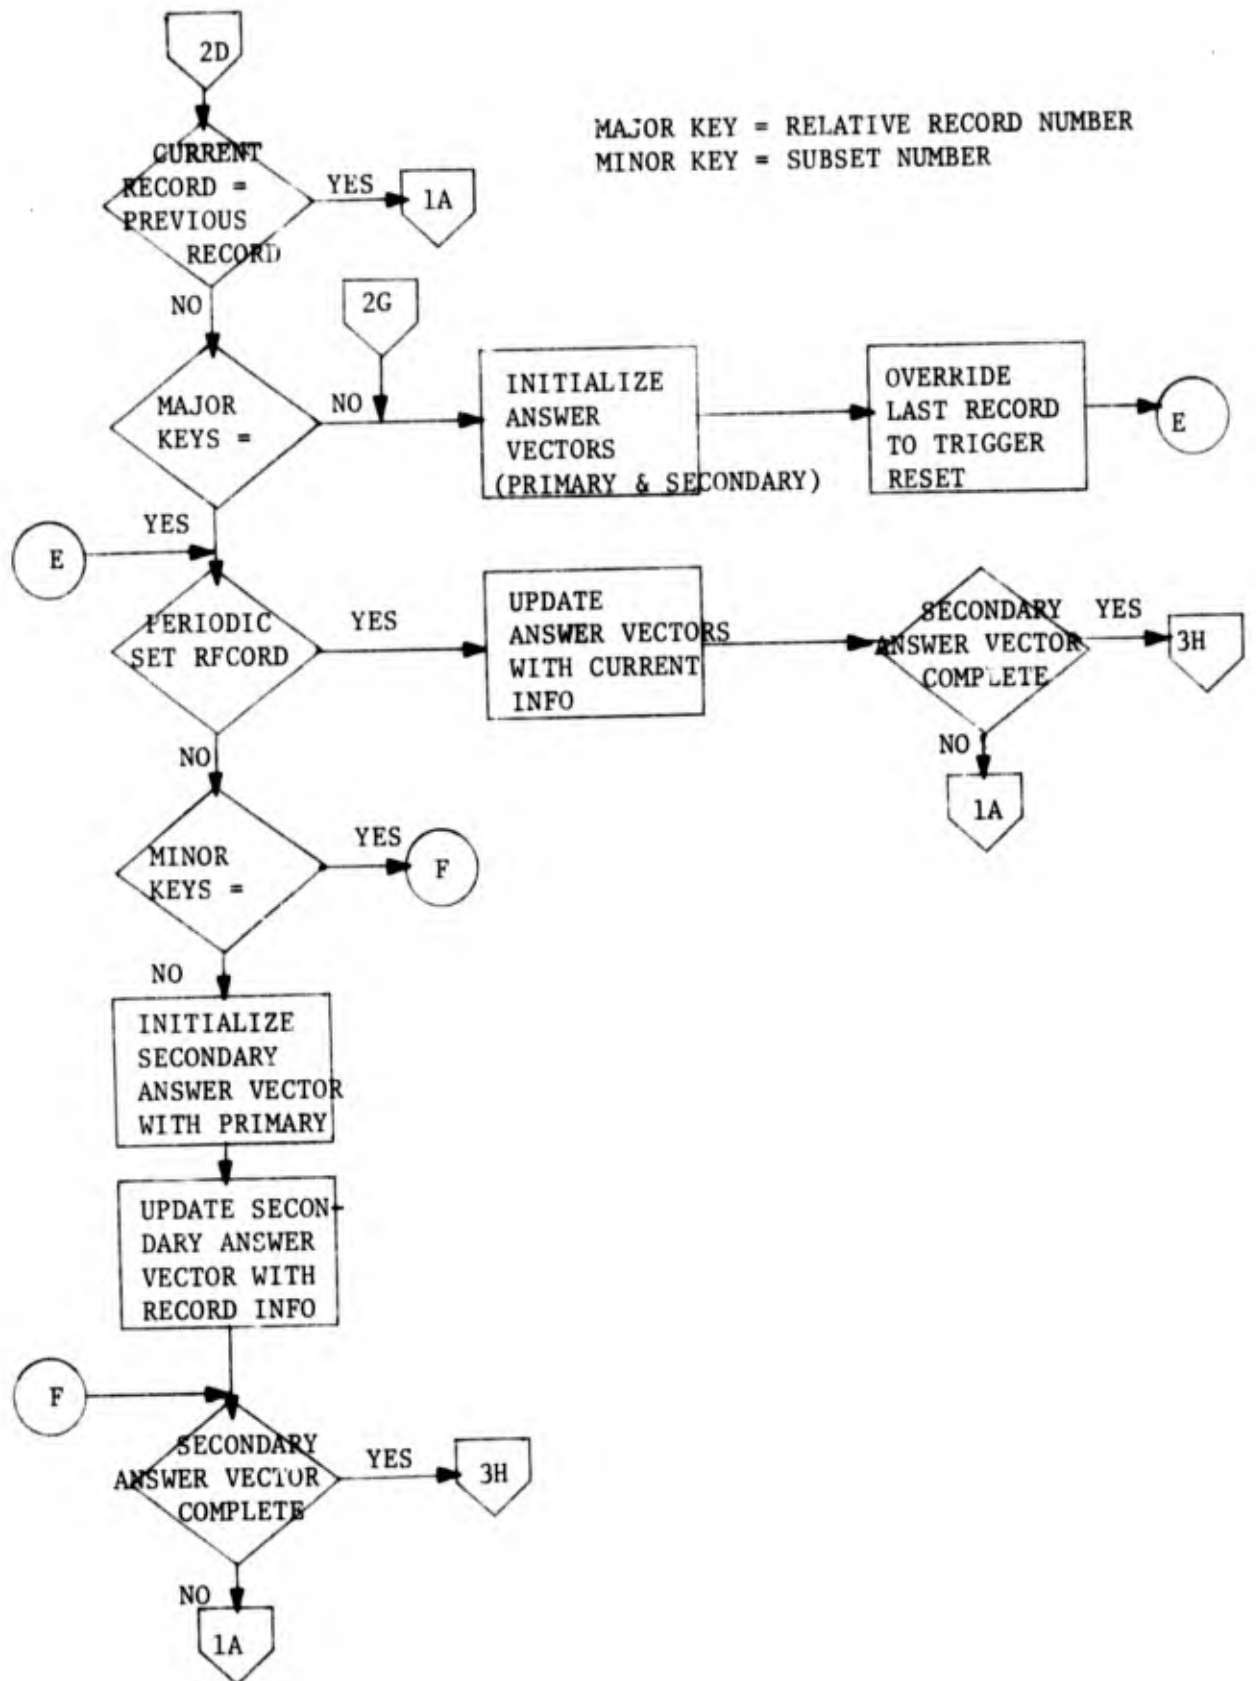 2D
MAJOR KEY = RELATIVE RECORD NUMBER
MINOR KEY = SUBSET NUMBER
CURRENT
RECORD =
PREVIOUS
RECORD
YES
1A
NO
2G
MAJOR
KEYS =
NO
INITIALIZE
ANSWER
VECTORS
(PRIMARY & SECONDARY)
OVERRIDE
LAST RECORD
TO TRIGGER
RESET
E
YES
E
PERIODIC
SET RFCORD
YES
UPDATE
ANSWER VECTORS
WITH CURRENT
INFO
SECONDARY
ANSWER VECTOR
COMPLETE
YES
3H
NO
1A
NO
MINOR
KEYS =
YES
F
NO
INITIALIZE
SECONDARY
ANSWER VECTOR
WITH PRIMARY
UPDATE SECON-
DARY ANSWER
VECTOR WITH
RECORD INFO
F
SECONDARY
ANSWER VECTOR
COMPLETE
YES
3H
NO
1A